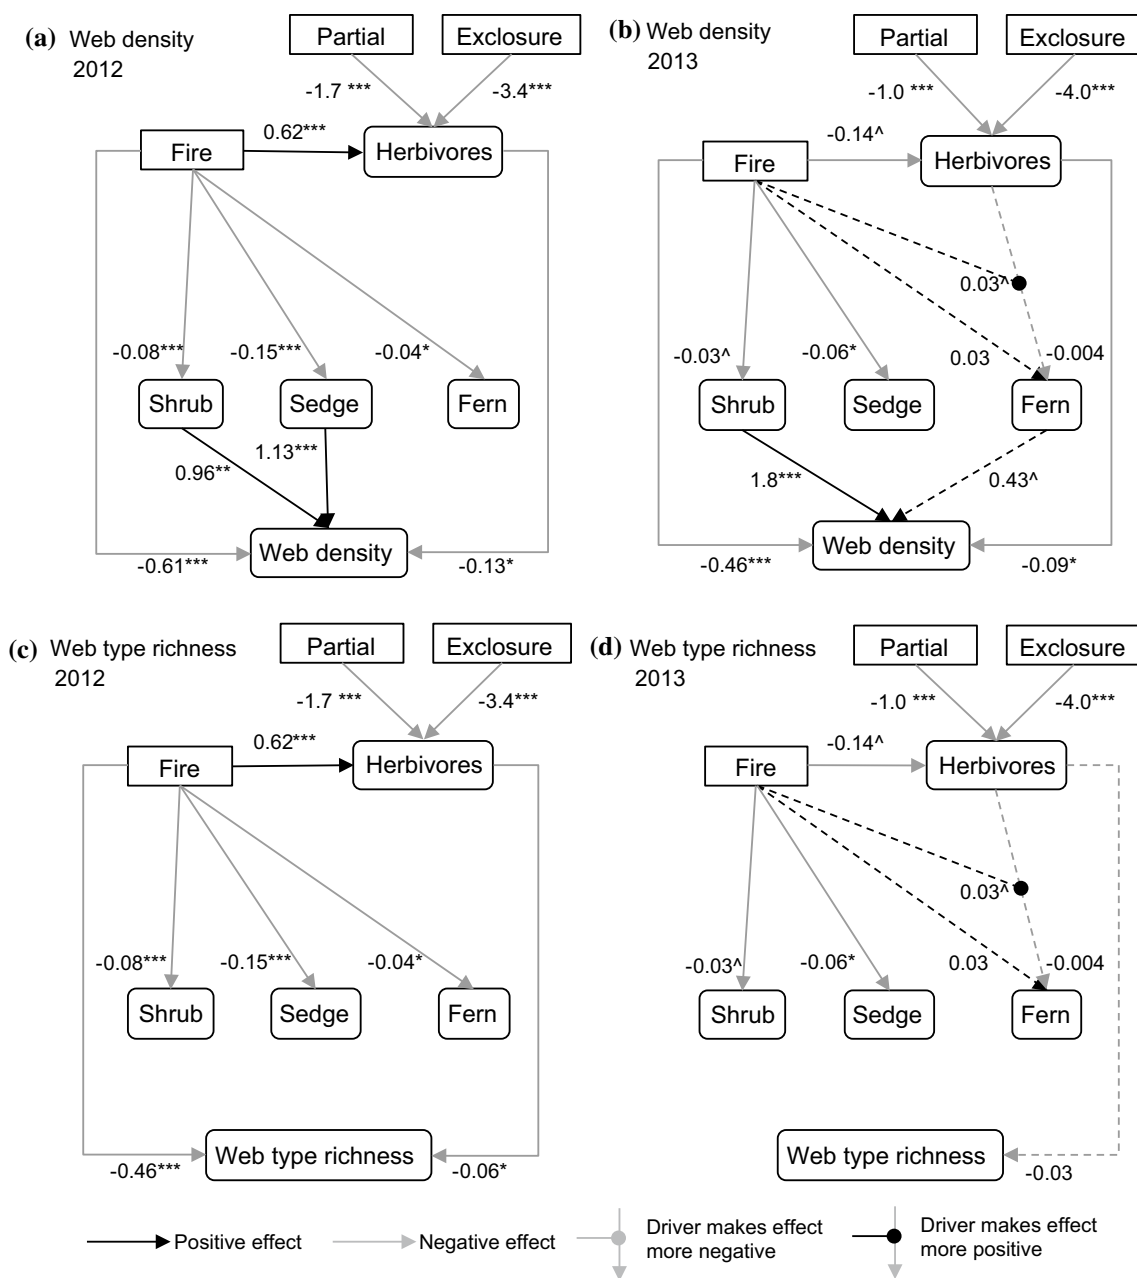 (a) Web density
2012
Partial
Exclosure
-1.7 ***
-3.4***
0.62***
Fire
Herbivores
-0.08***
-0.15***
-0.04*
Shrub
Sedge
Fern
0.96**
1.13***
Web density
-0.61***
-0.13*
(b) Web density
2013
Partial
Exclosure
-1.0 ***
-4.0***
-0.14^
Fire
Herbivores
0.03^
-0.03^
-0.06*
0.03
-0.004
Shrub
Sedge
Fern
1.8***
0.43^
Web density
-0.46***
-0.09*
(c) Web type richness
2012
Partial
Exclosure
-1.7 ***
-3.4***
0.62***
Fire
Herbivores
-0.08***
-0.15***
-0.04*
Shrub
Sedge
Fern
Web type richness
-0.46***
-0.06*
(d) Web type richness
2013
Partial
Exclosure
-1.0 ***
-4.0***
-0.14^
Fire
Herbivores
0.03^
-0.03^
-0.06*
0.03
-0.004
Shrub
Sedge
Fern
Web type richness
-0.03
Positive effect
Negative effect
Driver makes effect
more negative
Driver makes effect
more positive